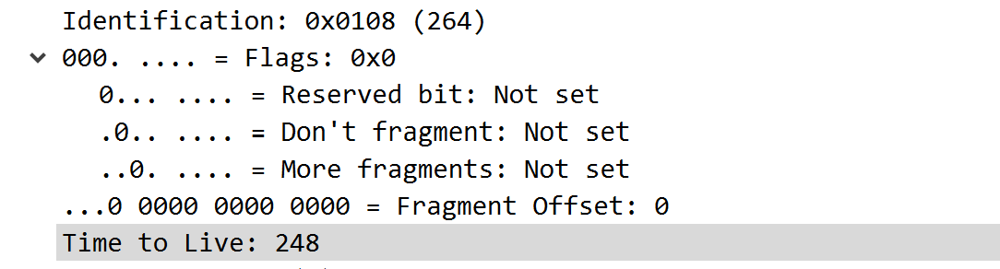 Identification: 0x0108 (264)
000. .... = Flags: 0x0
0... .... = Reserved bit: Not set
.0.. .... = Don't fragment: Not set
..0. .... = More fragments: Not set
...0 0000 0000 0000 = Fragment Offset: 0
Time to Live: 248